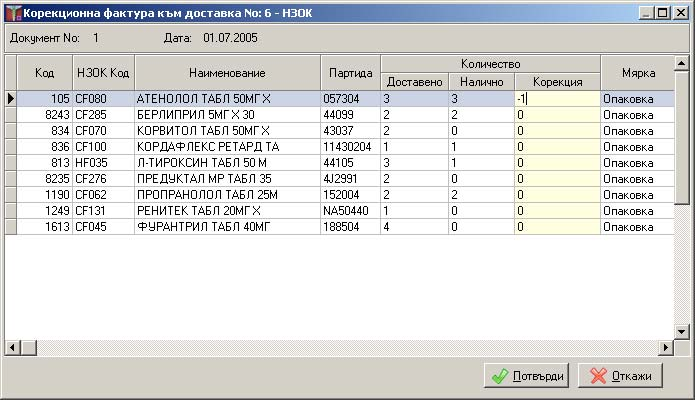 Корекционна фактура към доставка No: 6 - НЗОК
Документ No: 1 Дата: 01.07.2005
Код НЗОК Код Наименование Партида Количество Мярка
Доставено Налично Корекция
105 CF080 АТЕНОЛОЛ ТАБЛ 50МГ Х 057304 3 3 -1 Опаковка
8243 CF285 БЕРЛИПРИЛ 5МГ Х 30 44099 2 2 0 Опаковка
834 CF070 КОРВИТОЛ ТАБЛ 50МГ Х 43037 2 0 0 Опаковка
836 CF100 КОРДАФЛЕКС РЕТАРД ТА 11430204 1 1 0 Опаковка
813 HF035 Л-ТИРОКСИН ТАБЛ 50 М 44105 3 1 0 Опаковка
8235 CF276 ПРЕДУКТАЛ МР ТАБЛ 35 4J2991 2 0 0 Опаковка
1190 CF062 ПРОПРАНОЛОЛ ТАБЛ 25М 152004 2 2 0 Опаковка
1249 CF131 РЕНИТЕК ТАБЛ 20МГ Х NA50440 1 0 0 Опаковка
1613 CF045 ФУРАНТРИЛ ТАБЛ 40МГ 188504 4 0 0 Опаковка
Потвърди Откажи